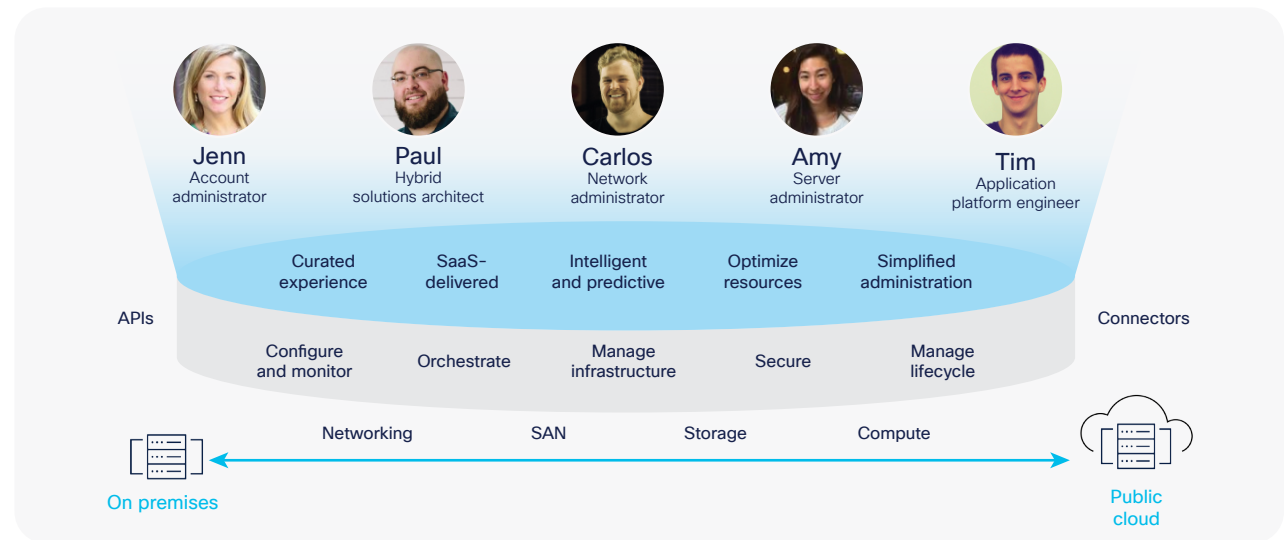 Jenn
Account
administrator
Paul
Hybrid
solutions architect
Carlos
Network
administrator
Amy
Server
administrator
Tim
Application
platform engineer
Curated
experience
SaaS-
delivered
Intelligent
and predictive
Optimize
resources
Simplified
administration
APIs
Connectors
Configure
and monitor
Orchestrate
Manage
infrastructure
Secure
Manage
lifecycle
Networking
SAN
Storage
Compute
On premises
Public
cloud